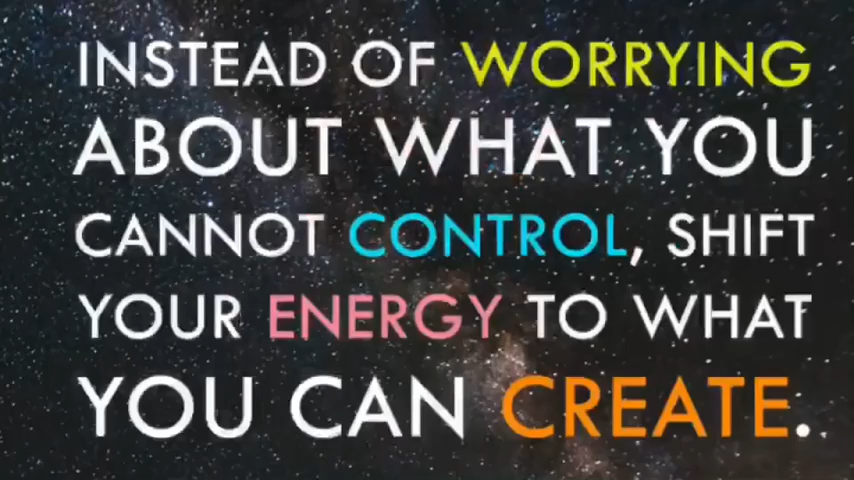 INSTEAD OF WORRYING
ABOUT WHAT YOU
CANNOT CONTROL, SHIFT
YOUR ENERGY TO WHAT
YOU CAN CREATE.